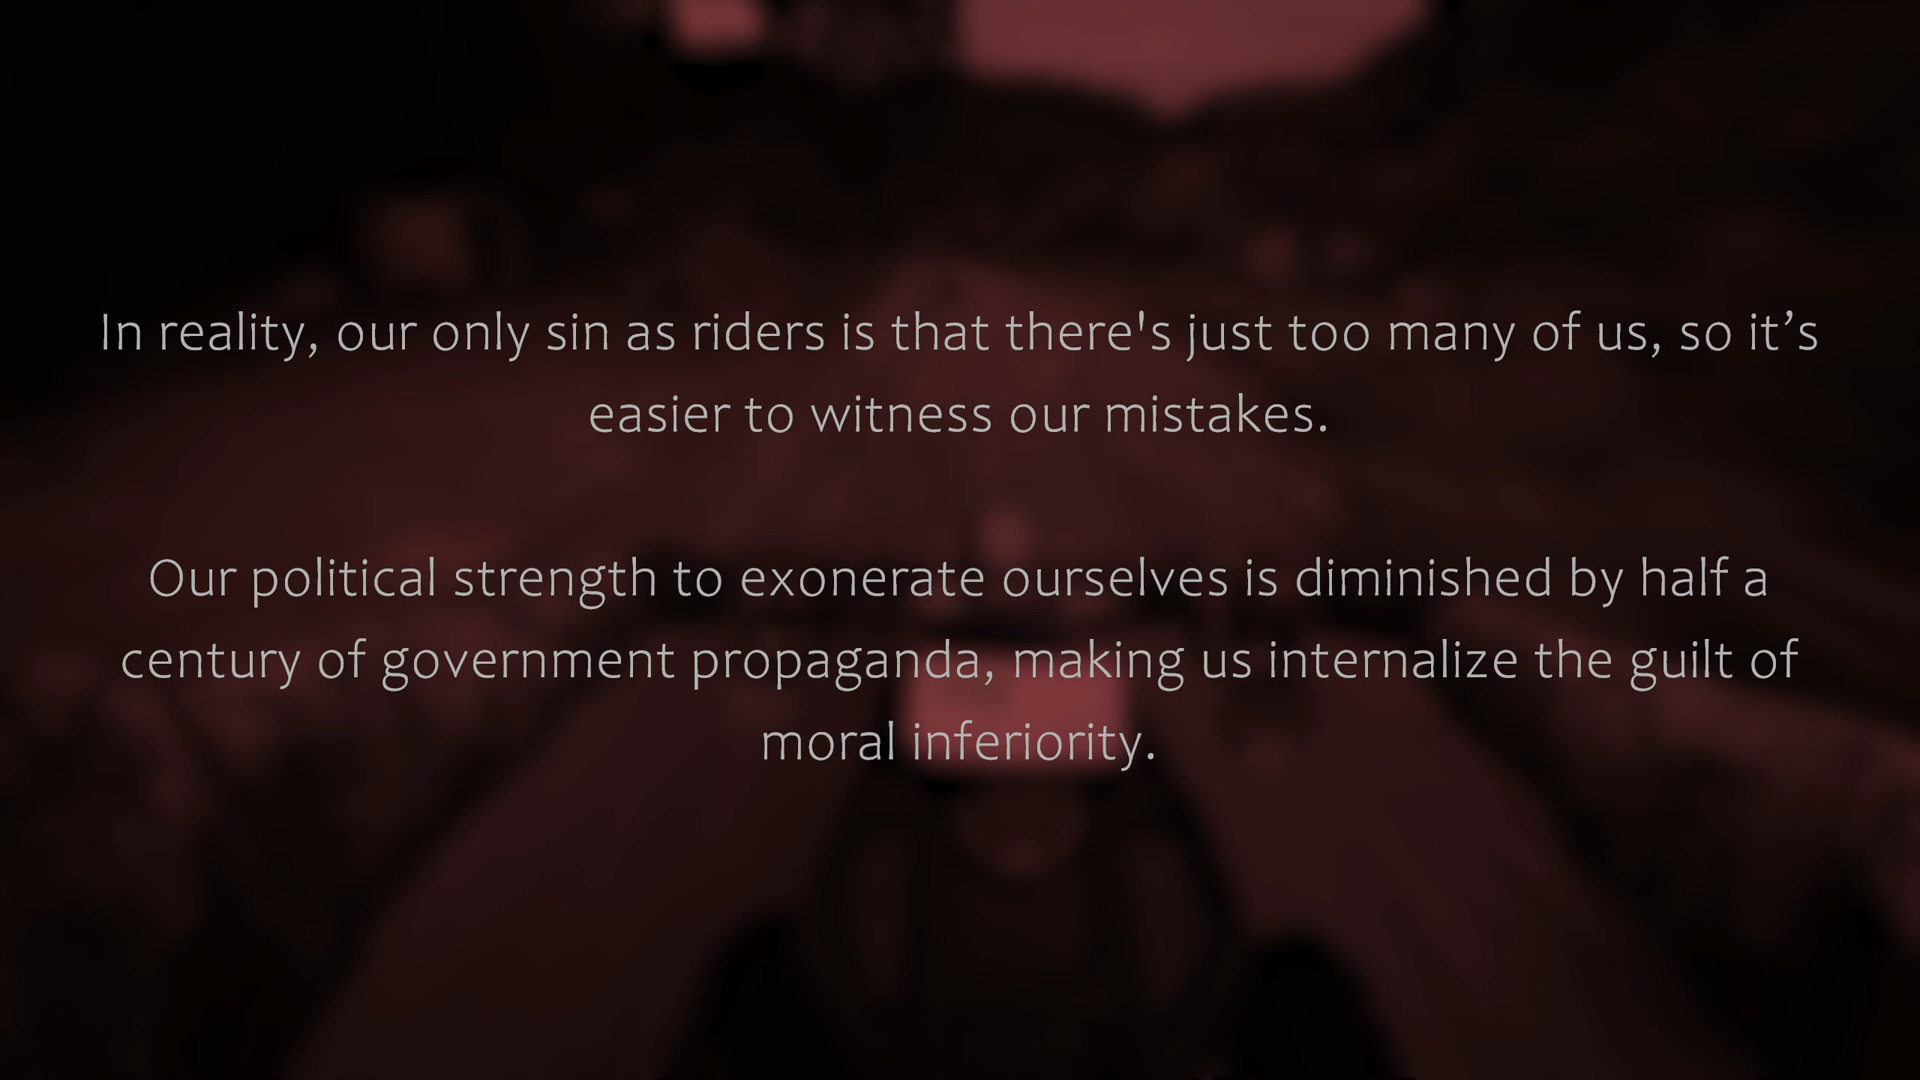 In reality, our only sin as riders is that there's just too many of us, so it’s
easier to witness our mistakes.
Our political strength to exonerate ourselves is diminished by half a
century of government propaganda, making us internalize the guilt of
moral inferiority.